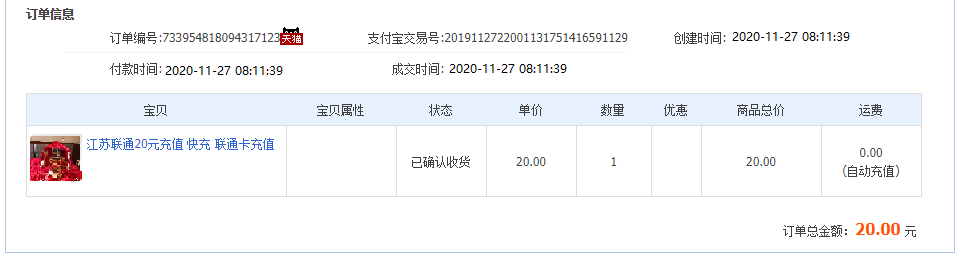 订单信息
订单编号:733954818094317123 天猫 支付宝交易号:2019112722001131751416591129 创建时间: 2020-11-27 08:11:39
付款时间: 2020-11-27 08:11:39 成交时间: 2020-11-27 08:11:39
宝贝 宝贝属性 状态 单价 数量 优惠 商品总价 运费
江苏联通20元充值 快充 联通卡充值
已确认收货 20.00 1 20.00 0.00
(自动充值)
订单总金额: 20.00 元